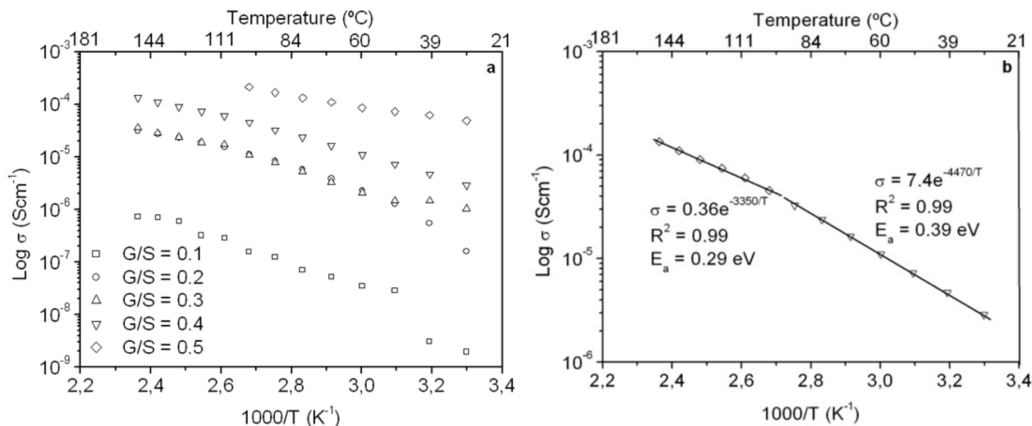 Temperature (ºC)
181 144 111 84 60 39 21
a
10⁻³
10⁻⁴
10⁻⁵
10⁻⁶
10⁻⁷
10⁻⁸
10⁻⁹
Log σ (Scm⁻¹)
G/S = 0.1
G/S = 0.2
G/S = 0.3
G/S = 0.4
G/S = 0.5
2,2 2,4 2,6 2,8 3,0 3,2 3,4
1000/T (K⁻¹)
Temperature (ºC)
181 144 111 84 60 39 21
b
10⁻³
10⁻⁴
10⁻⁵
10⁻⁶
Log σ (Scm⁻¹)
σ = 0.36e⁻³³⁵⁰/ᵀ
R² = 0.99
Eₐ = 0.29 eV
σ = 7.4e⁻⁴⁴⁷⁰/ᵀ
R² = 0.99
Eₐ = 0.39 eV
2,2 2,4 2,6 2,8 3,0 3,2 3,4
1000/T (K⁻¹)